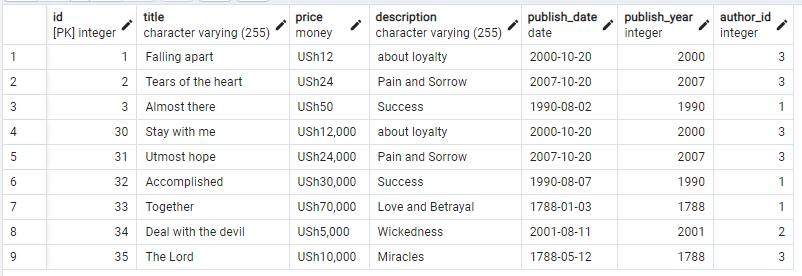 id title price description publish_date publish_year author_id
[PK] integer character varying (255) money character varying (255) date integer integer
1 1 Falling apart USh12 about loyalty 2000-10-20 2000 3
2 2 Tears of the heart USh24 Pain and Sorrow 2007-10-20 2007 3
3 3 Almost there USh50 Success 1990-08-02 1990 1
4 30 Stay with me USh12,000 about loyalty 2000-10-20 2000 3
5 31 Utmost hope USh24,000 Pain and Sorrow 2007-10-20 2007 3
6 32 Accomplished USh30,000 Success 1990-08-07 1990 1
7 33 Together USh70,000 Love and Betrayal 1788-01-03 1788 1
8 34 Deal with the devil USh5,000 Wickedness 2001-08-11 2001 2
9 35 The Lord USh10,000 Miracles 1788-05-12 1788 3